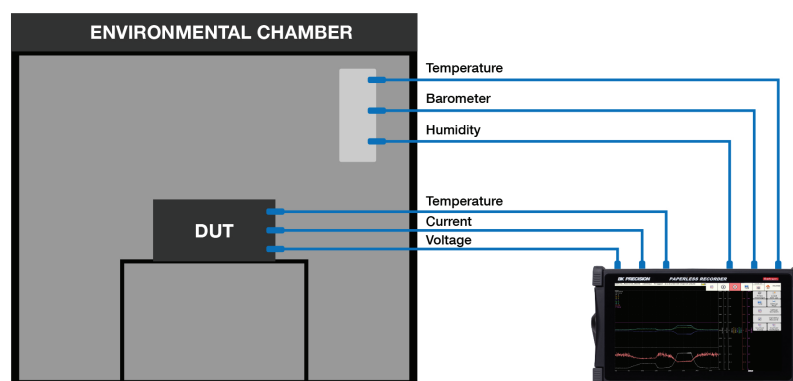 ENVIRONMENTAL CHAMBER
Temperature
Barometer
Humidity
Temperature
Current
Voltage
DUT
BK PRECISION PAPERLESS RECORDER